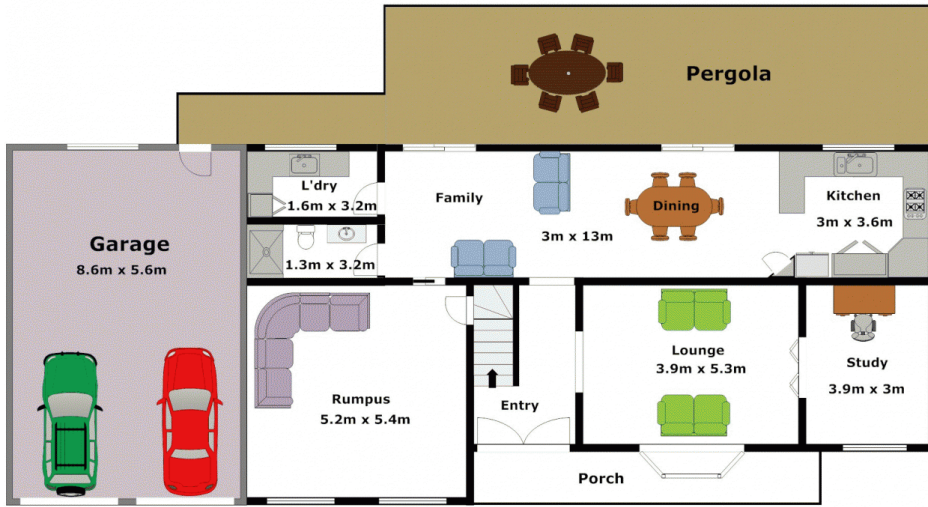 Pergola
L'dry
1.6m x 3.2m
Family
Dining
Kitchen
3m x 3.6m
3m x 13m
Garage
8.6m x 5.6m
1.3m x 3.2m
Lounge
3.9m x 5.3m
Study
3.9m x 3m
Rumpus
5.2m x 5.4m
Entry
Porch